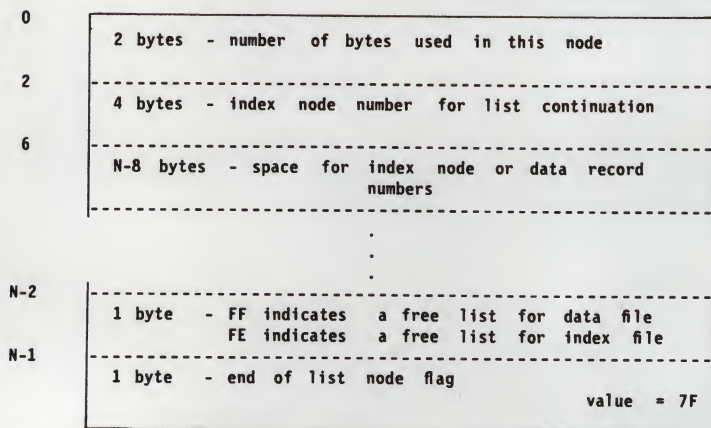 0
2 bytes - number of bytes used in this node
2
4 bytes - index node number for list continuation
6
N-8 bytes - space for index node or data record
numbers
.
.
.
N-2
1 byte - FF indicates a free list for data file
FE indicates a free list for index file
N-1
1 byte - end of list node flag
value = 7F